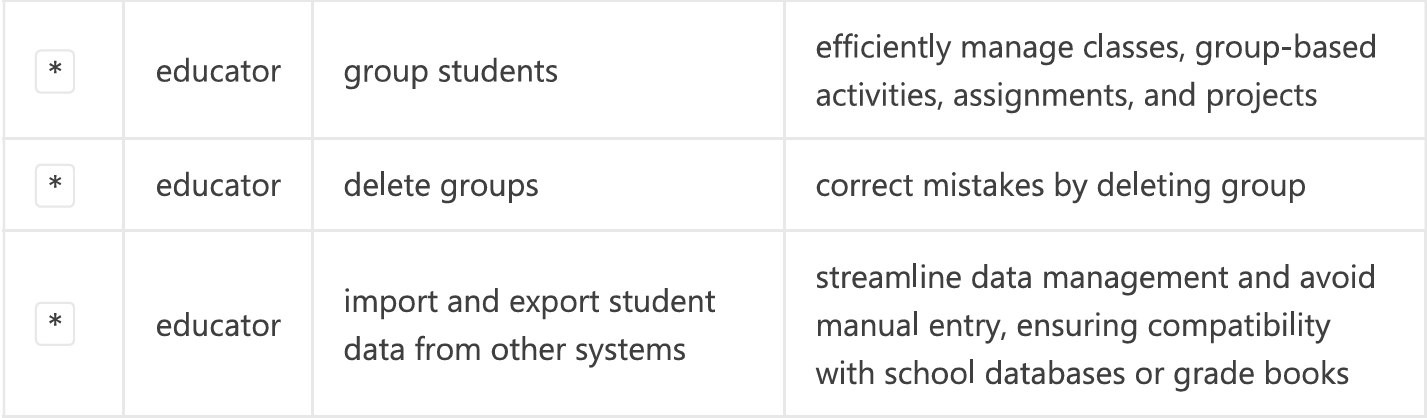 * educator group students efficiently manage classes, group-based
activities, assignments, and projects
* educator delete groups correct mistakes by deleting group
* educator import and export student
data from other systems streamline data management and avoid
manual entry, ensuring compatibility
with school databases or grade books